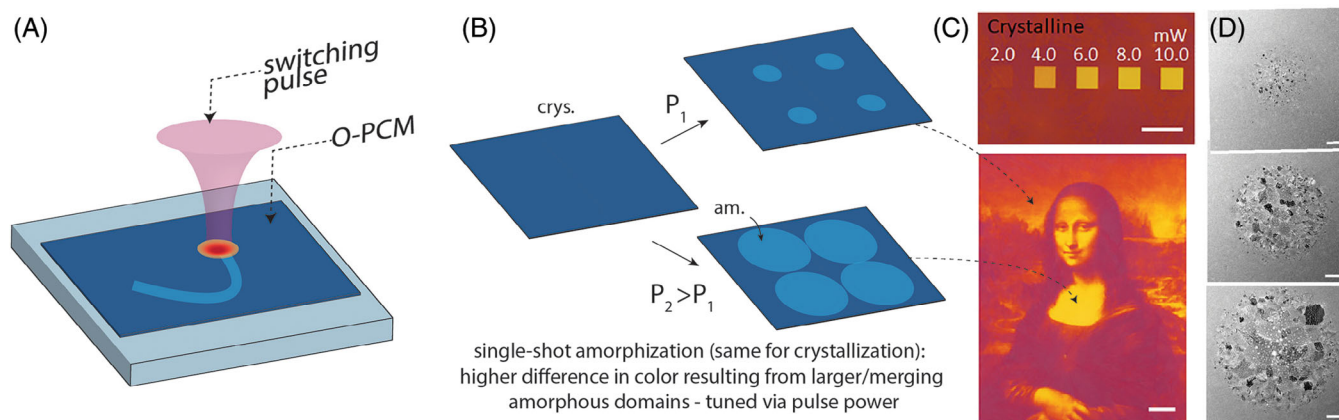 (A)
switching
pulse
O-PCM
(B)
crys.
P1
am.
P2>P1
single-shot amorphization (same for crystallization):
higher difference in color resulting from larger/merging
amorphous domains - tuned via pulse power
(C)
Crystalline mW
2.0 4.0 6.0 8.0 10.0
(D)